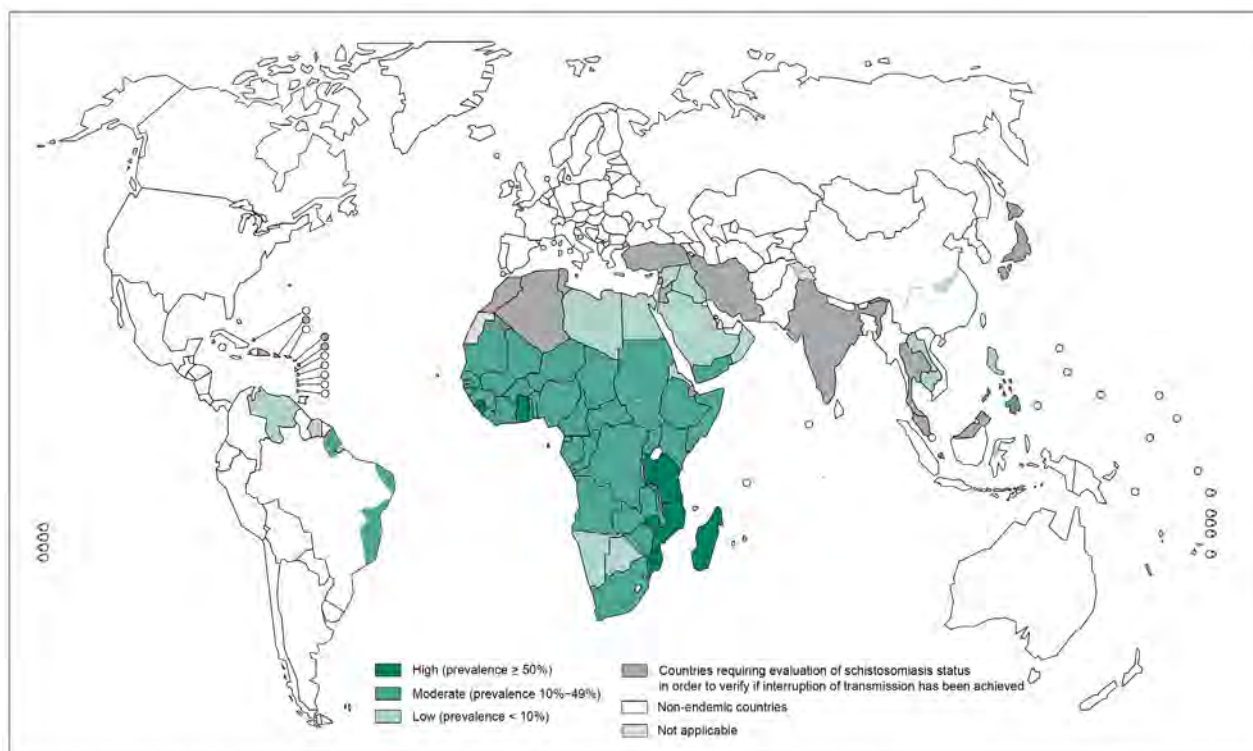 High (prevalence ≥ 50%)
Moderate (prevalence 10%–49%)
Low (prevalence < 10%)
Countries requiring evaluation of schistosomiasis status
in order to verify if interruption of transmission has been achieved
Non-endemic countries
Not applicable